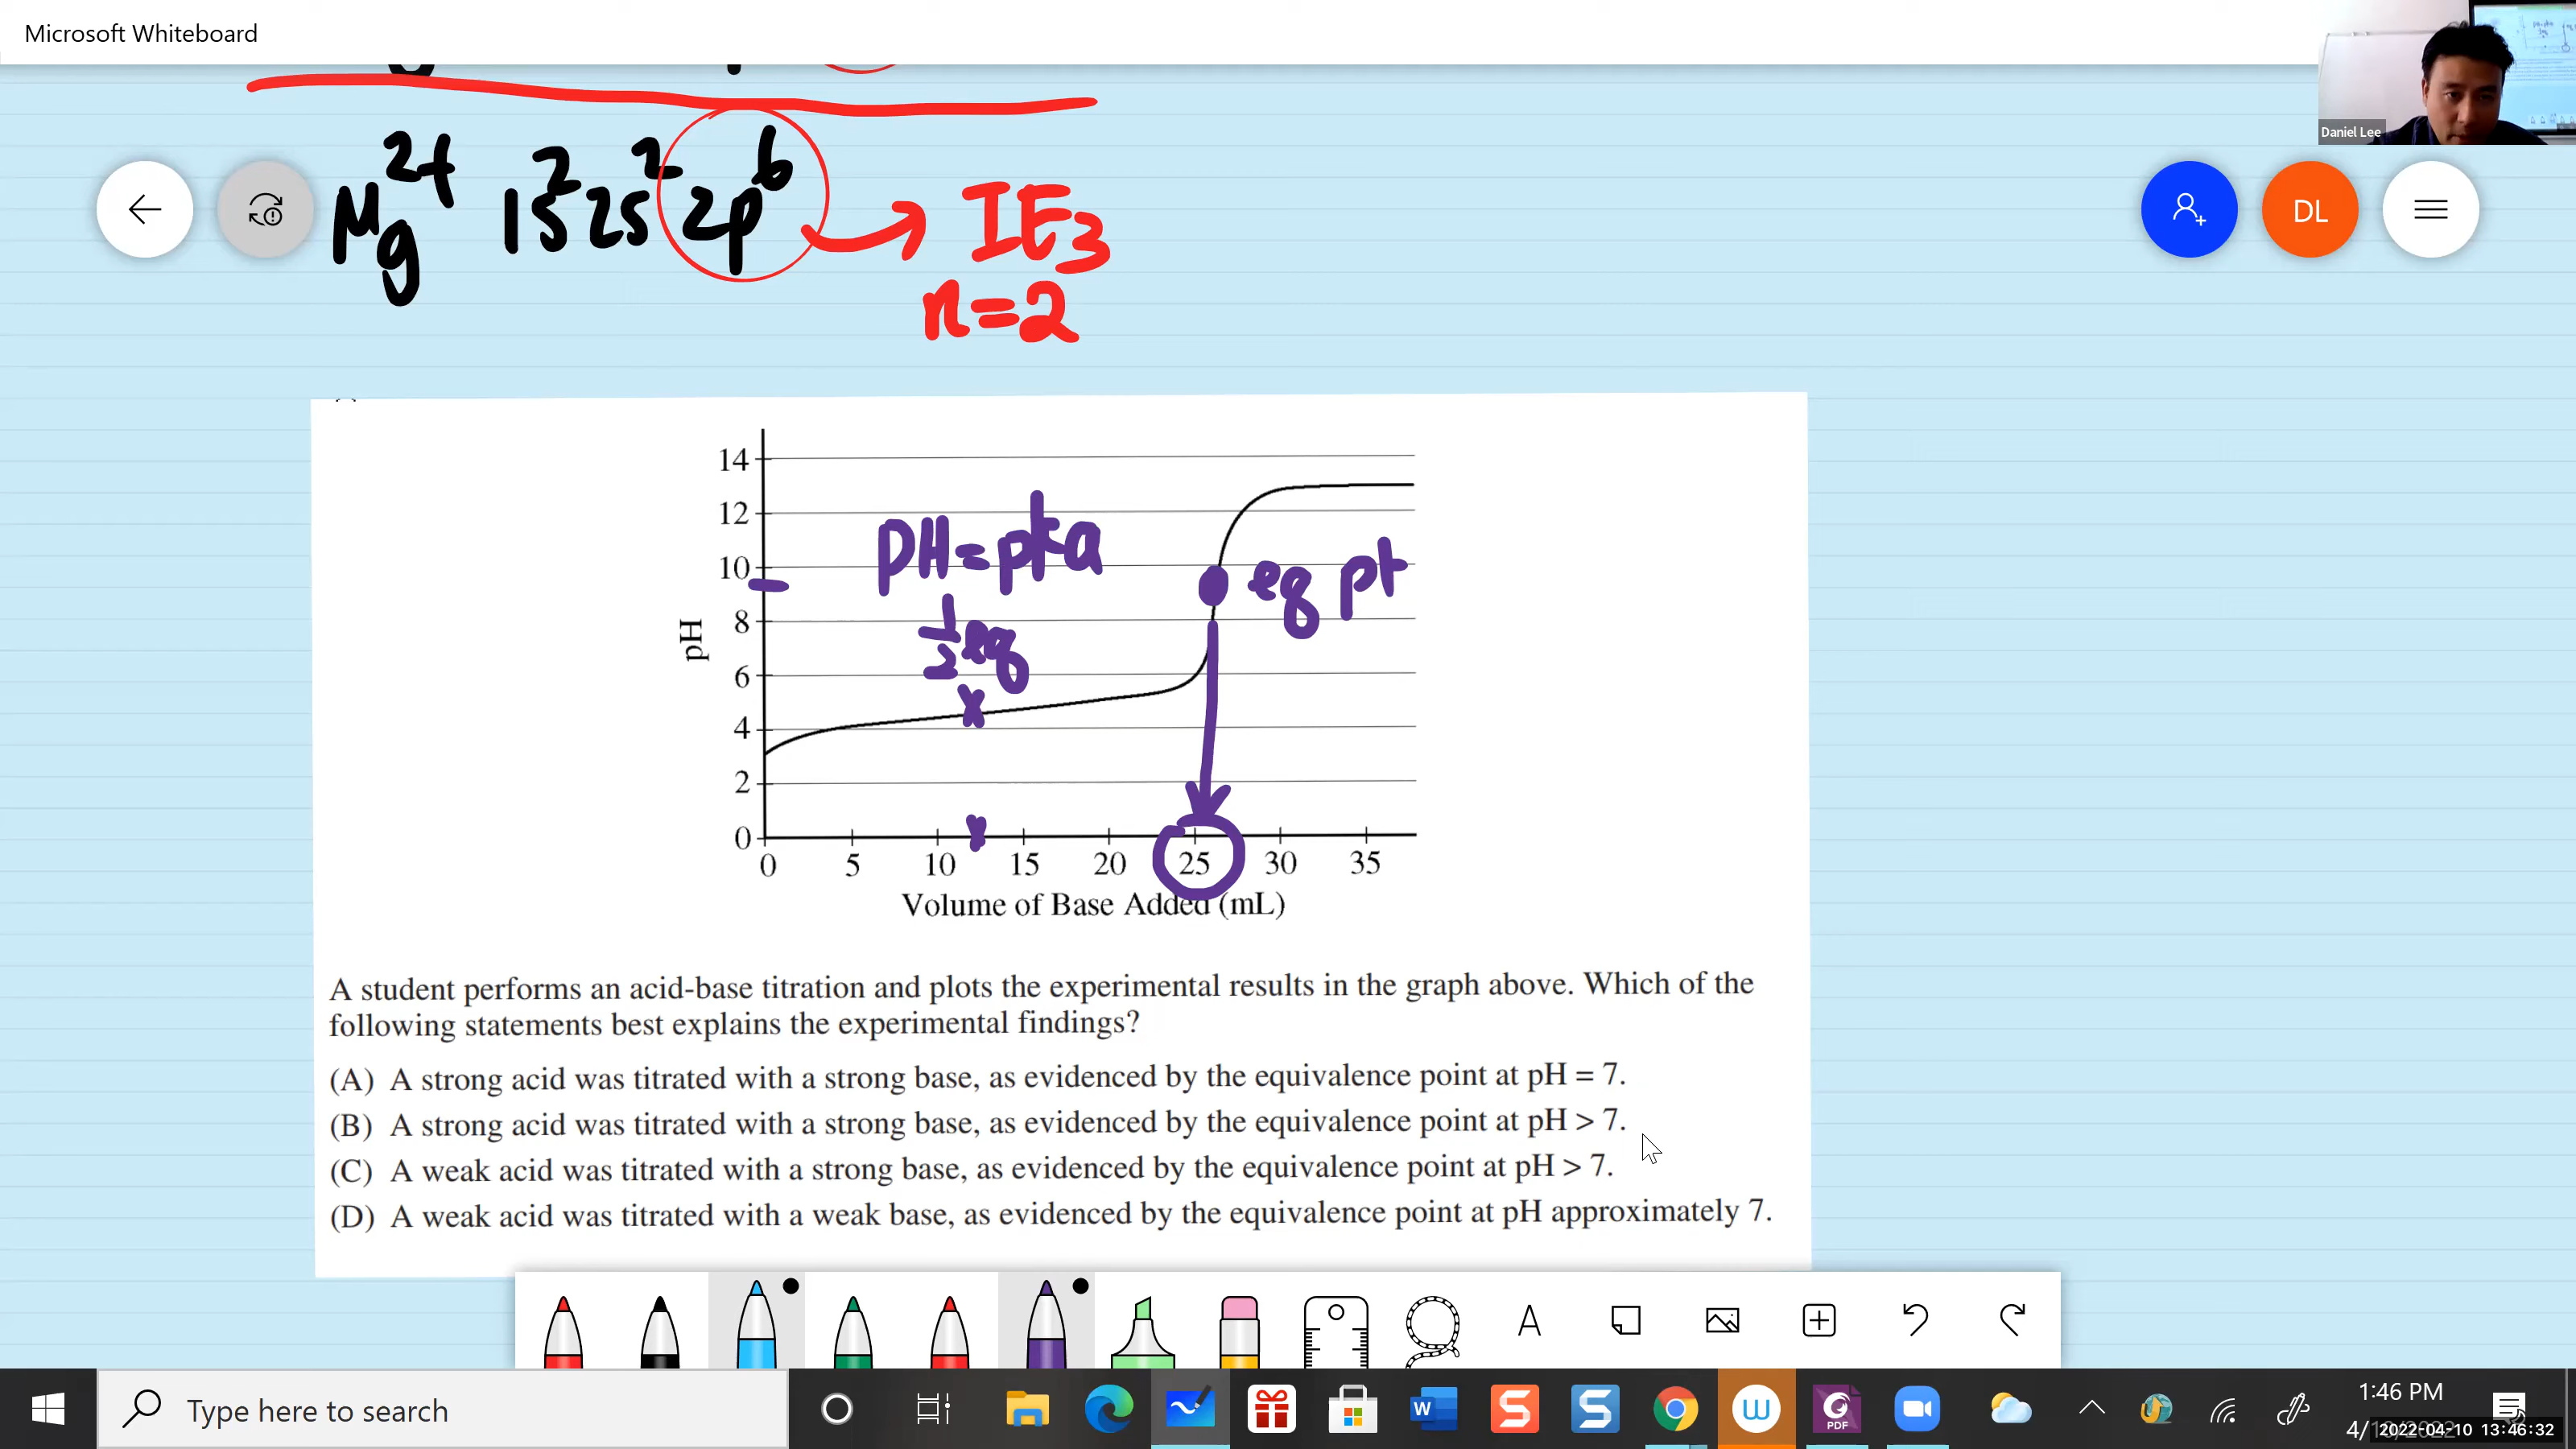 Microsoft Whiteboard
Daniel Lee
Mg²⁺ 1s²2s²2p⁶
IE₃
n=2
DL
14
12
10
8
6
4
2
0
pH
pH=pka
1/2 eq
eq pt
0 5 10 15 20 25 30 35
Volume of Base Added (mL)
A student performs an acid-base titration and plots the experimental results in the graph above. Which of the
following statements best explains the experimental findings?
(A) A strong acid was titrated with a strong base, as evidenced by the equivalence point at pH = 7.
(B) A strong acid was titrated with a strong base, as evidenced by the equivalence point at pH > 7.
(C) A weak acid was titrated with a strong base, as evidenced by the equivalence point at pH > 7.
(D) A weak acid was titrated with a weak base, as evidenced by the equivalence point at pH approximately 7.
A
Type here to search
W
S
S
PDF
1:46 PM
2022-04-10 13:46:32